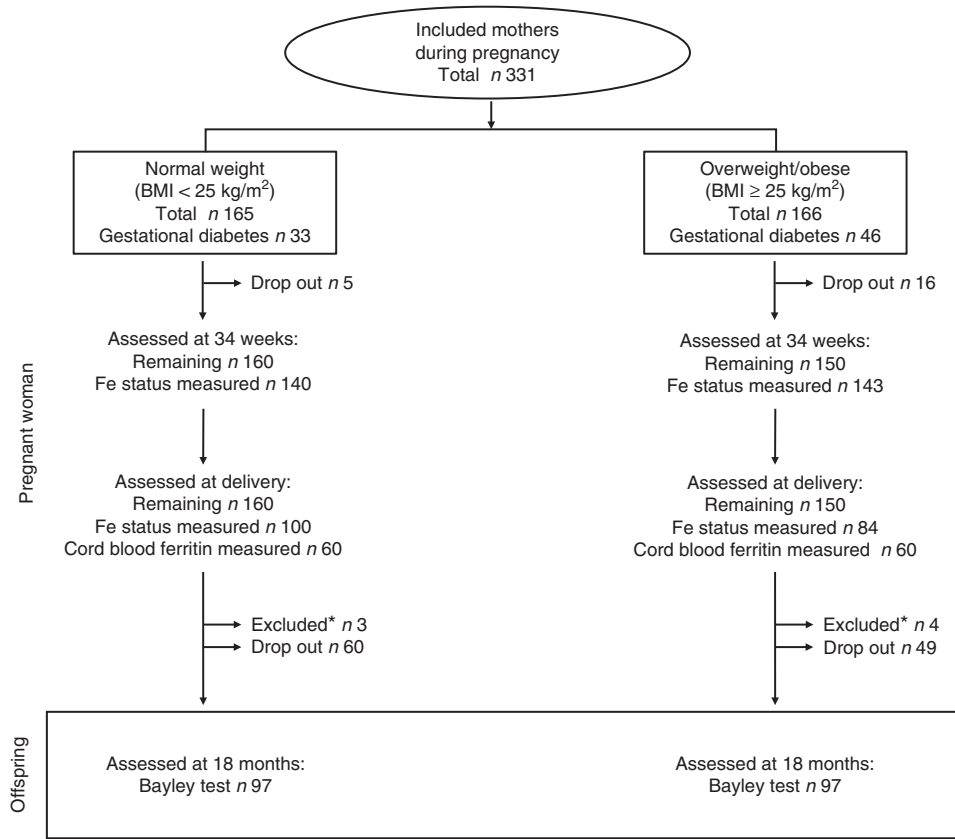 Included mothers
during pregnancy
Total n 331
Normal weight
(BMI < 25 kg/m²)
Total n 165
Gestational diabetes n 33
Overweight/obese
(BMI ≥ 25 kg/m²)
Total n 166
Gestational diabetes n 46
Drop out n 5
Drop out n 16
Pregnant woman
Assessed at 34 weeks:
Remaining n 160
Fe status measured n 140
Assessed at 34 weeks:
Remaining n 150
Fe status measured n 143
Assessed at delivery:
Remaining n 160
Fe status measured n 100
Cord blood ferritin measured n 60
Assessed at delivery:
Remaining n 150
Fe status measured n 84
Cord blood ferritin measured n 60
Excluded* n 3
Drop out n 60
Excluded* n 4
Drop out n 49
Offspring
Assessed at 18 months:
Bayley test n 97
Assessed at 18 months:
Bayley test n 97